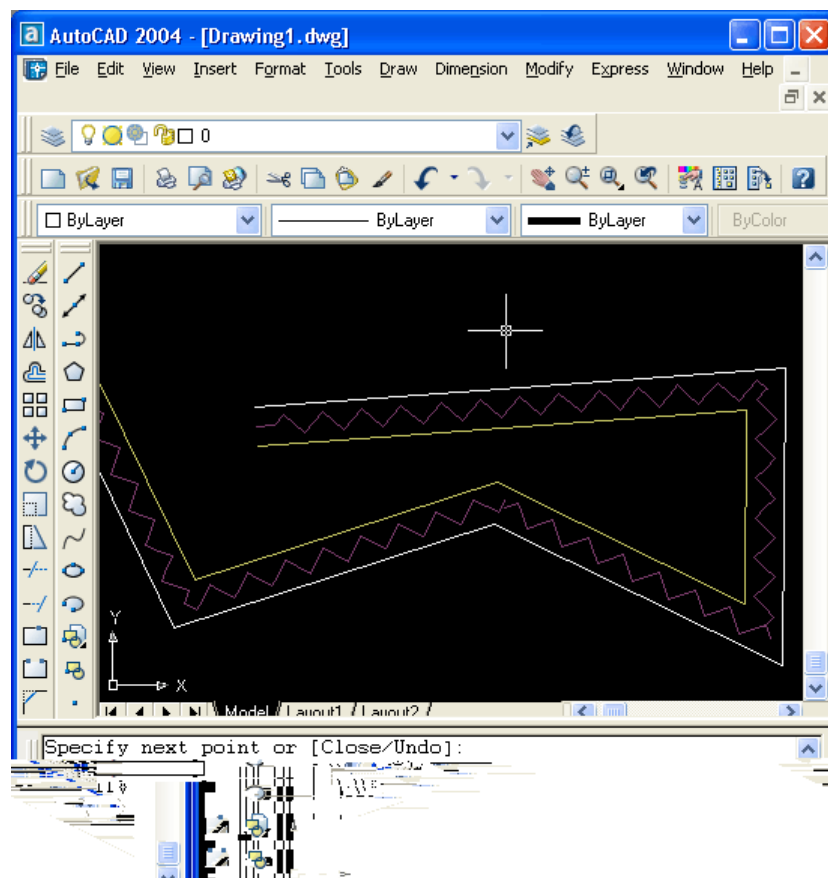 AutoCAD 2004 - [Drawing1.dwg]
File Edit View Insert Format Tools Draw Dimension Modify Express Window Help
0
ByLayer ByLayer ByLayer ByColor
Y
X
Model Layout1 Layout2
Specify next point or [Close/Undo]: